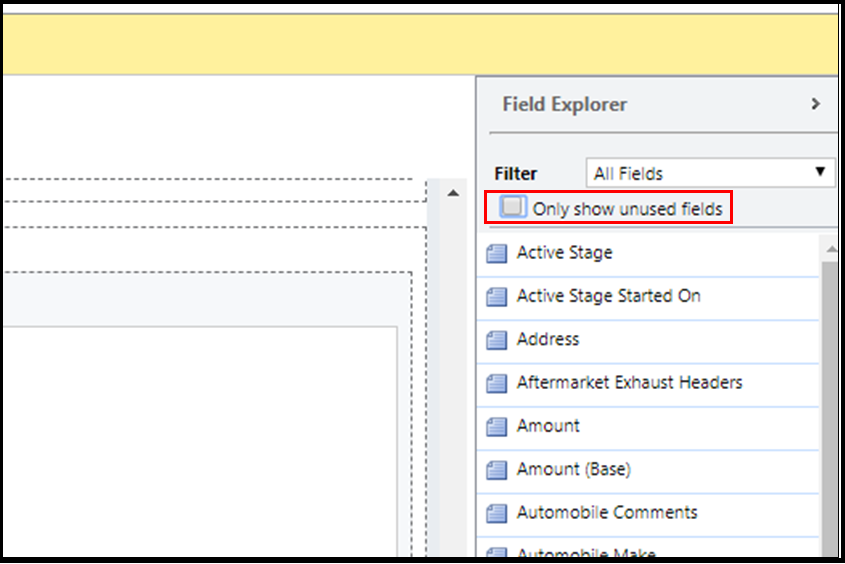 Field Explorer
Filter All Fields
Only show unused fields
Active Stage
Active Stage Started On
Address
Aftermarket Exhaust Headers
Amount
Amount (Base)
Automobile Comments
Automobile Make